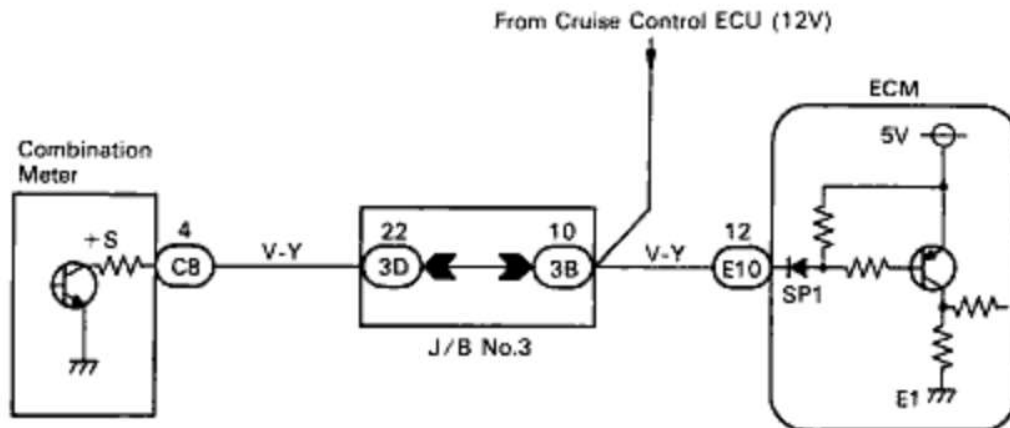 From Cruise Control ECU (12V)
ECM
5V
Combination
Meter
+S
4
C8
V-Y
22
3D
10
3B
V-Y
12
E10
SP1
J/B No.3
E1